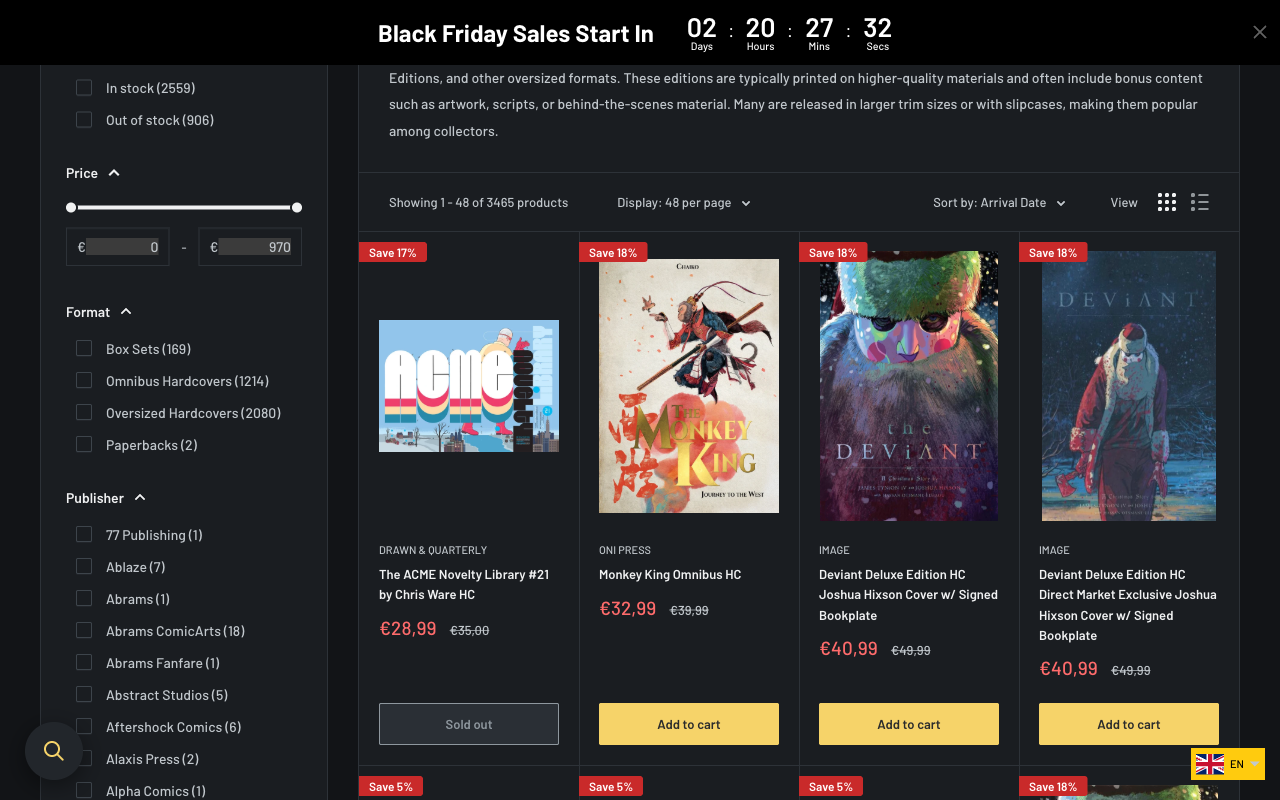 Black Friday Sales Start In
02 : 20 : 27 : 32
Days Hours Mins Secs
In stock (2559)
Out of stock (906)
Price
€ 0 - € 970
Format
Box Sets (169)
Omnibus Hardcovers (1214)
Oversized Hardcovers (2080)
Paperbacks (2)
Publisher
77 Publishing (1)
Ablaze (7)
Abrams (1)
Abrams ComicArts (18)
Abrams Fanfare (1)
Abstract Studios (5)
Aftershock Comics (6)
Alaxis Press (2)
Alpha Comics (1)
Editions, and other oversized formats. These editions are typically printed on higher-quality materials and often include bonus content
such as artwork, scripts, or behind-the-scenes material. Many are released in larger trim sizes or with slipcases, making them popular
among collectors.
Showing 1 - 48 of 3465 products
Display: 48 per page
Sort by: Arrival Date
View
Save 17%
ACME
DRAWN & QUARTERLY
The ACME Novelty Library #21
by Chris Ware HC
€28,99 €35,00
Sold out
Save 18%
CHAIKO
THE
MONKEY
KING
JOURNEY TO THE WEST
ONI PRESS
Monkey King Omnibus HC
€32,99 €39,99
Add to cart
Save 18%
the
DEViANT
A Christmas Story by
IMAGE
Deviant Deluxe Edition HC
Joshua Hixson Cover w/ Signed
Bookplate
€40,99 €49,99
Add to cart
Save 18%
DEViANT
IMAGE
Deviant Deluxe Edition HC
Direct Market Exclusive Joshua
Hixson Cover w/ Signed
Bookplate
€40,99 €49,99
Add to cart
Save 5%
Save 5%
Save 5%
Save 18%
EN